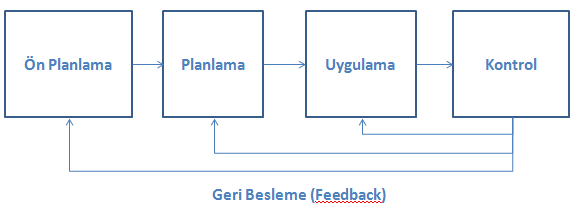 Ön Planlama
Planlama
Uygulama
Kontrol
Geri Besleme (Feedback)